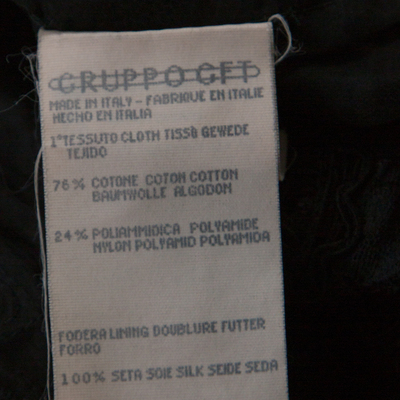 GRUPPO GFT
MADE IN ITALY - FABRIQUE EN ITALIE
HECHO EN ITALIA
1°TESSUTO CLOTH TISSÙ GEWEDE
TEJIDO
76% COTONE COTON COTTON
BAUMWOLLE ALGODON
24% POLIAMMIDICA POLYAMIDE
NYLON POLYAMID POLYAMIDA
FODERA LINING DOUBLURE FUTTER
FORRO
100% SETA SOIE SILK SEIDE SEDA